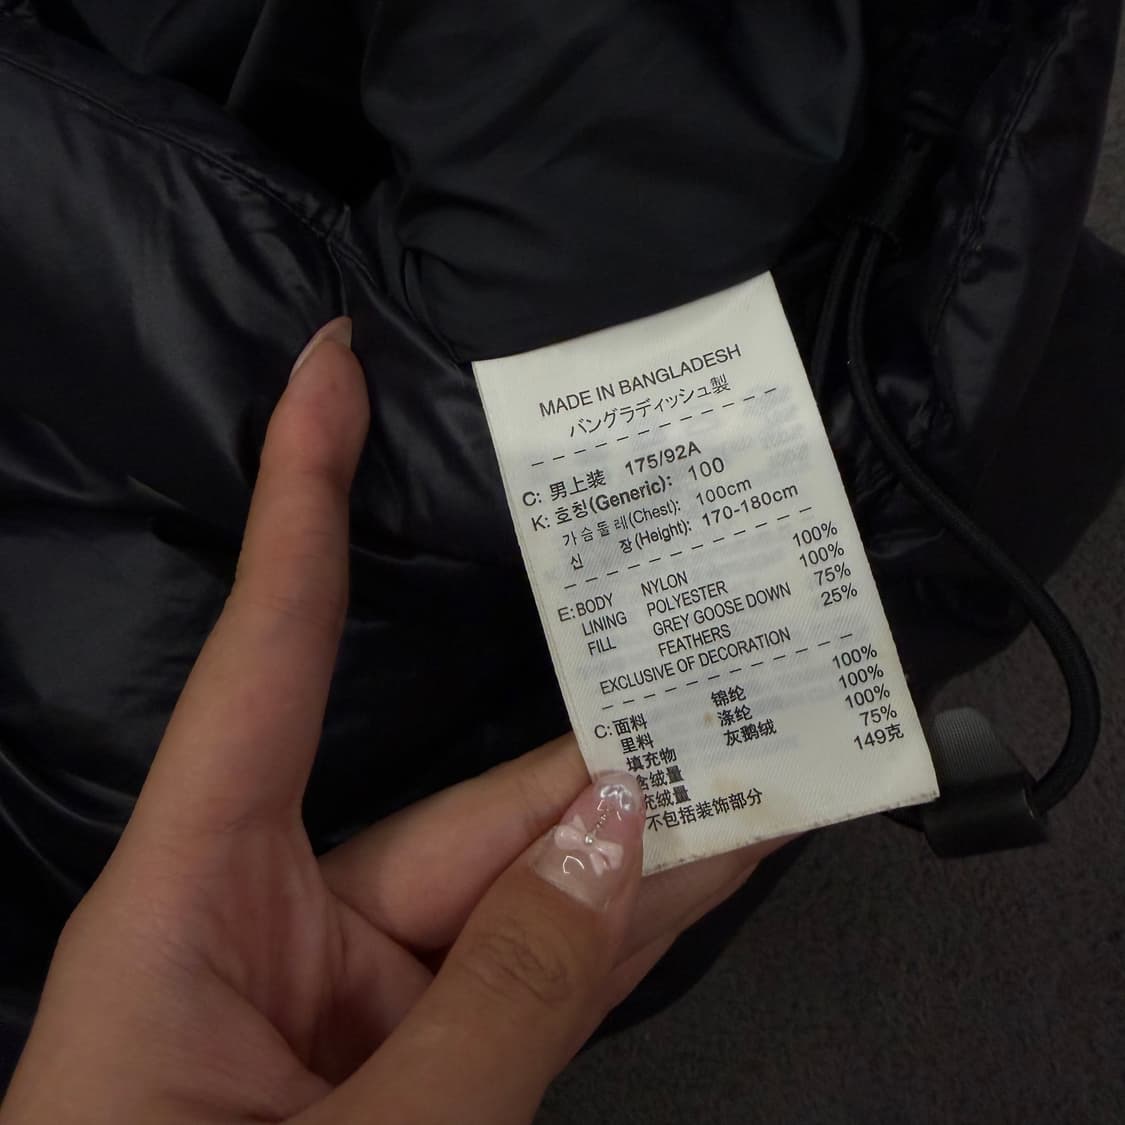 MADE IN BANGLADESH
バングラディッシュ製
C: 男上装 175/92A
K: 호칭(Generic): 100
가슴둘레(Chest): 100cm
신 장(Height): 170-180cm
E: BODY NYLON 100%
LINING POLYESTER 100%
FILL GREY GOOSE DOWN 75%
FEATHERS 25%
EXCLUSIVE OF DECORATION
C: 面料 锦纶 100%
里料 涤纶 100%
填充物 灰鹅绒 100%
含绒量 75%
充绒量 149克
不包括装饰部分